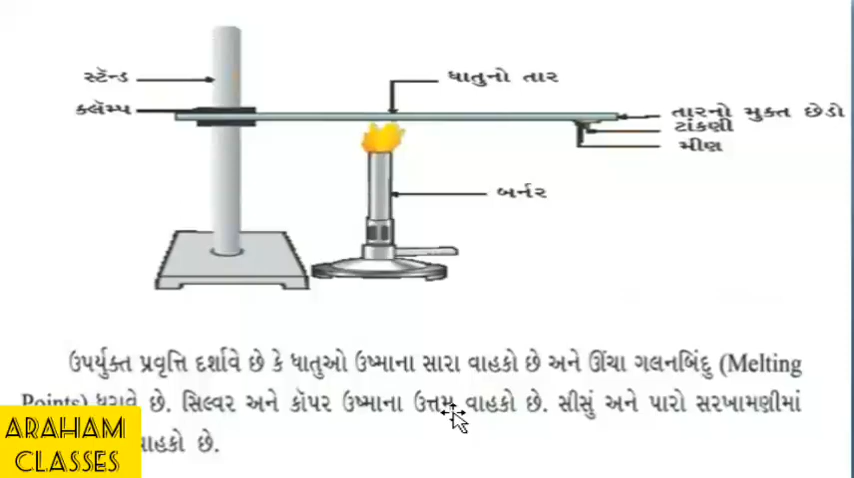 સ્ટૅન્ડ
ધાતુનો તાર
ક્લૅમ્પ
તારનો મુક્ત છેડો
ટાંકણી
મીણ
બર્નર
ઉપર્યુક્ત પ્રવૃત્તિ દર્શાવે છે કે ધાતુઓ ઉષ્માના સારા વાહકો છે અને ઊંચા ગલનબિંદુ (Melting
Points) ધરાવે છે. સિલ્વર અને કૉપર ઉષ્માના ઉત્તમ વાહકો છે. સીસું અને પારો સરખામણીમાં
વાહકો છે.
ARAHAM
CLASSES